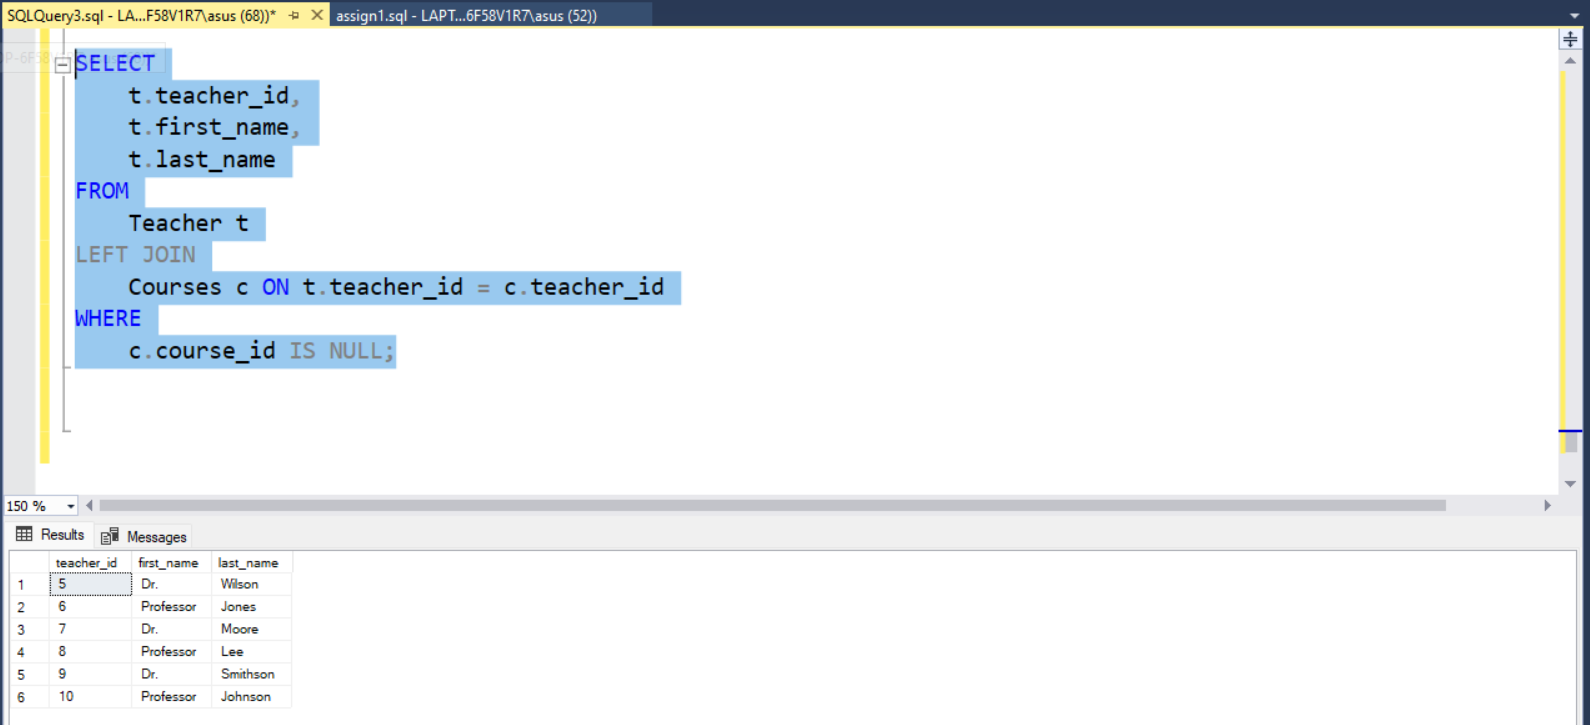 SQLQuery3.sql - LA...F58V1R7\asus (68))* assign1.sql - LAPT...6F58V1R7\asus (52))
SELECT
t.teacher_id,
t.first_name,
t.last_name
FROM
Teacher t
LEFT JOIN
Courses c ON t.teacher_id = c.teacher_id
WHERE
c.course_id IS NULL;
150 %
Results Messages
teacher_id first_name last_name
1 5 Dr. Wilson
2 6 Professor Jones
3 7 Dr. Moore
4 8 Professor Lee
5 9 Dr. Smithson
6 10 Professor Johnson